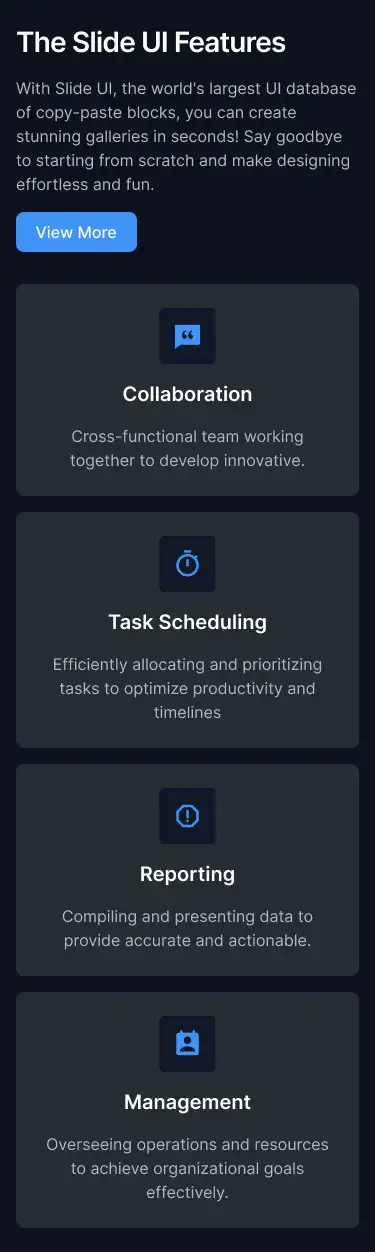 The Slide UI Features
With Slide UI, the world's largest UI database
of copy-paste blocks, you can create
stunning galleries in seconds! Say goodbye
to starting from scratch and make designing
effortless and fun.
View More
Collaboration
Cross-functional team working
together to develop innovative.
Task Scheduling
Efficiently allocating and prioritizing
tasks to optimize productivity and
timelines
Reporting
Compiling and presenting data to
provide accurate and actionable.
Management
Overseeing operations and resources
to achieve organizational goals
effectively.